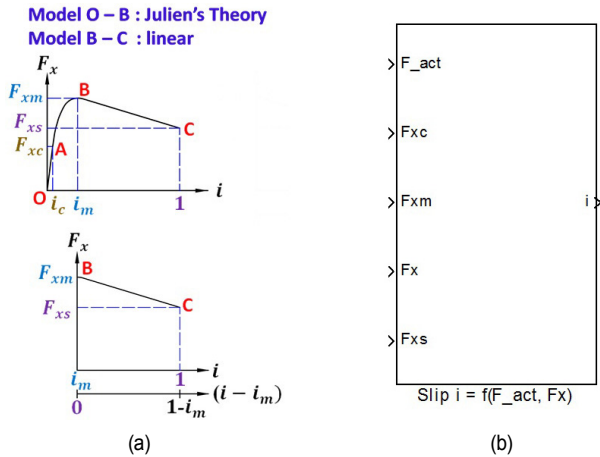 Model O – B : Julien's Theory
Model B – C : linear
F_x
B
F_xm
F_xs
C
F_xc
A
O
i_c
i_m
1
i
F_x
B
F_xm
C
F_xs
i
i_m
1
(i − i_m)
0
1-i_m
(a)
F_act
Fxc
Fxm
i
Fx
Fxs
Slip i = f(F_act, Fx)
(b)